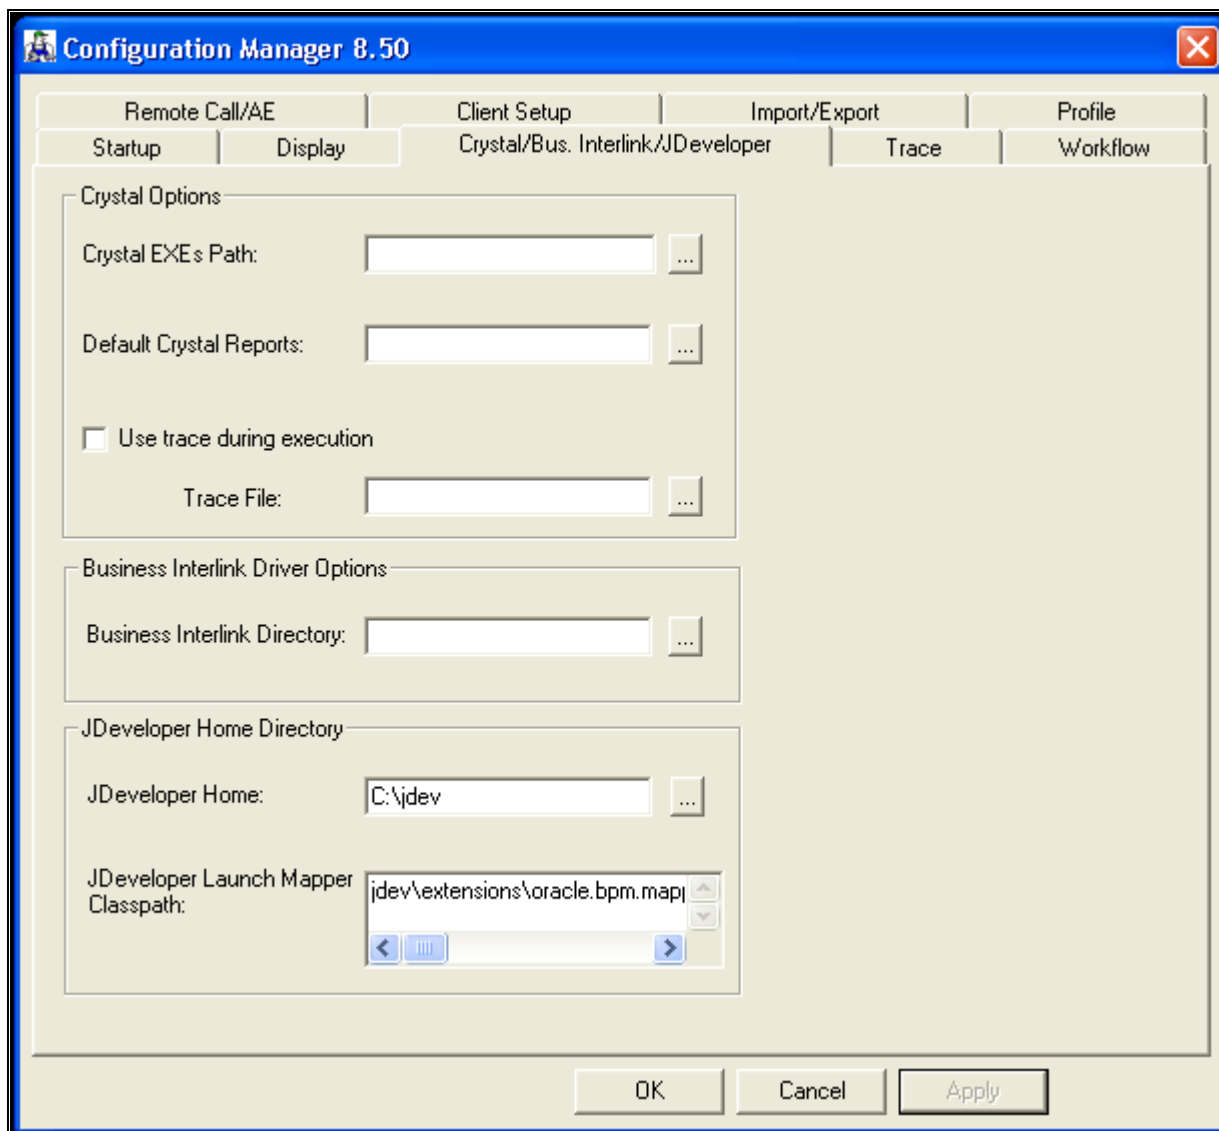 Configuration Manager 8.50
Remote Call/AE Client Setup Import/Export Profile
Startup Display Crystal/Bus. Interlink/JDeveloper Trace Workflow
Crystal Options
Crystal EXEs Path: ...
Default Crystal Reports: ...
Use trace during execution
Trace File: ...
Business Interlink Driver Options
Business Interlink Directory: ...
JDeveloper Home Directory
JDeveloper Home: C:\jdev ...
JDeveloper Launch Mapper
Classpath:
jdev\extensions\oracle.bpm.map
OK Cancel Apply